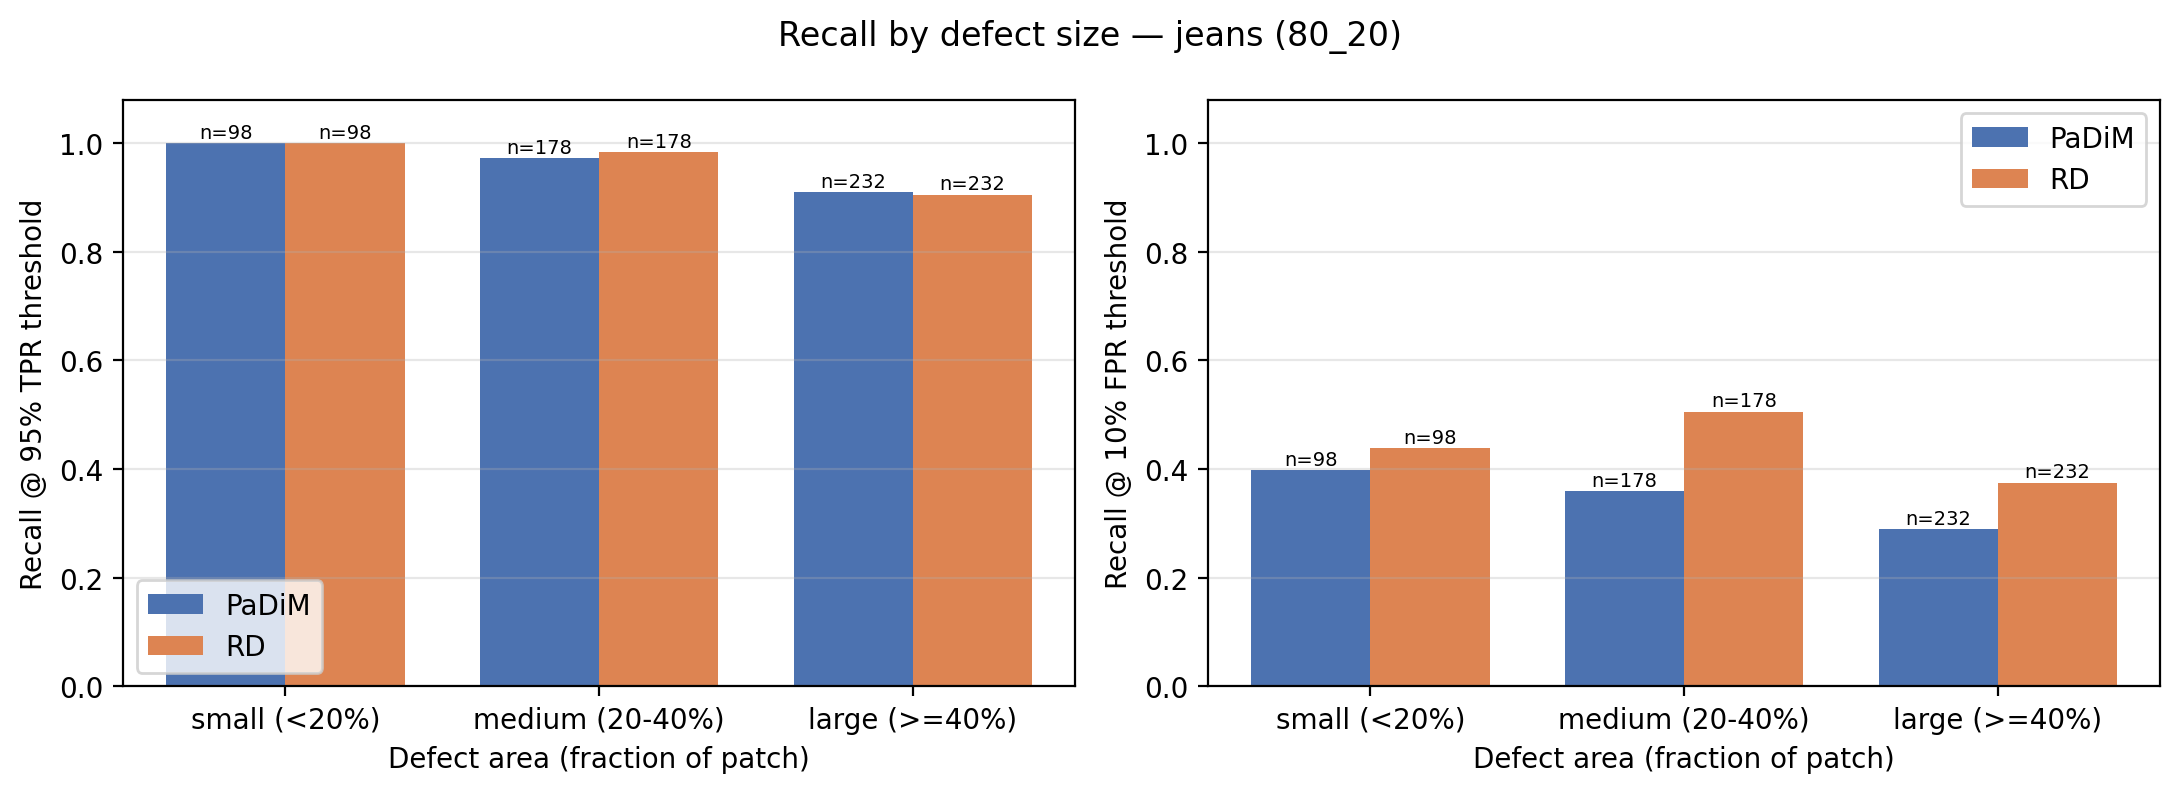 Recall by defect size — jeans (80_20)
Recall @ 95% TPR threshold
1.0
0.8
0.6
0.4
0.2
0.0
n=98
n=98
n=178
n=178
n=232
n=232
PaDiM
RD
small (<20%)
medium (20-40%)
large (>=40%)
Defect area (fraction of patch)
Recall @ 10% FPR threshold
1.0
0.8
0.6
0.4
0.2
0.0
n=98
n=98
n=178
n=178
n=232
n=232
PaDiM
RD
small (<20%)
medium (20-40%)
large (>=40%)
Defect area (fraction of patch)